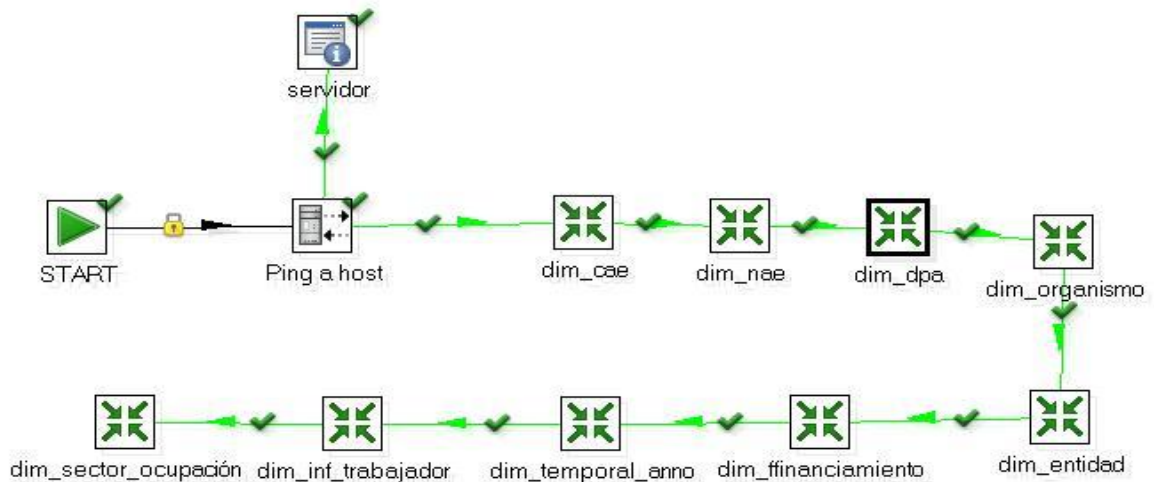 servidor
START
Ping a host
dim_cae
dim_nae
dim_dpa
dim_organismo
dim_sector_ocupación
dim_inf_trabajador
dim_temporal_anno
dim_ffinanciamiento
dim_entidad